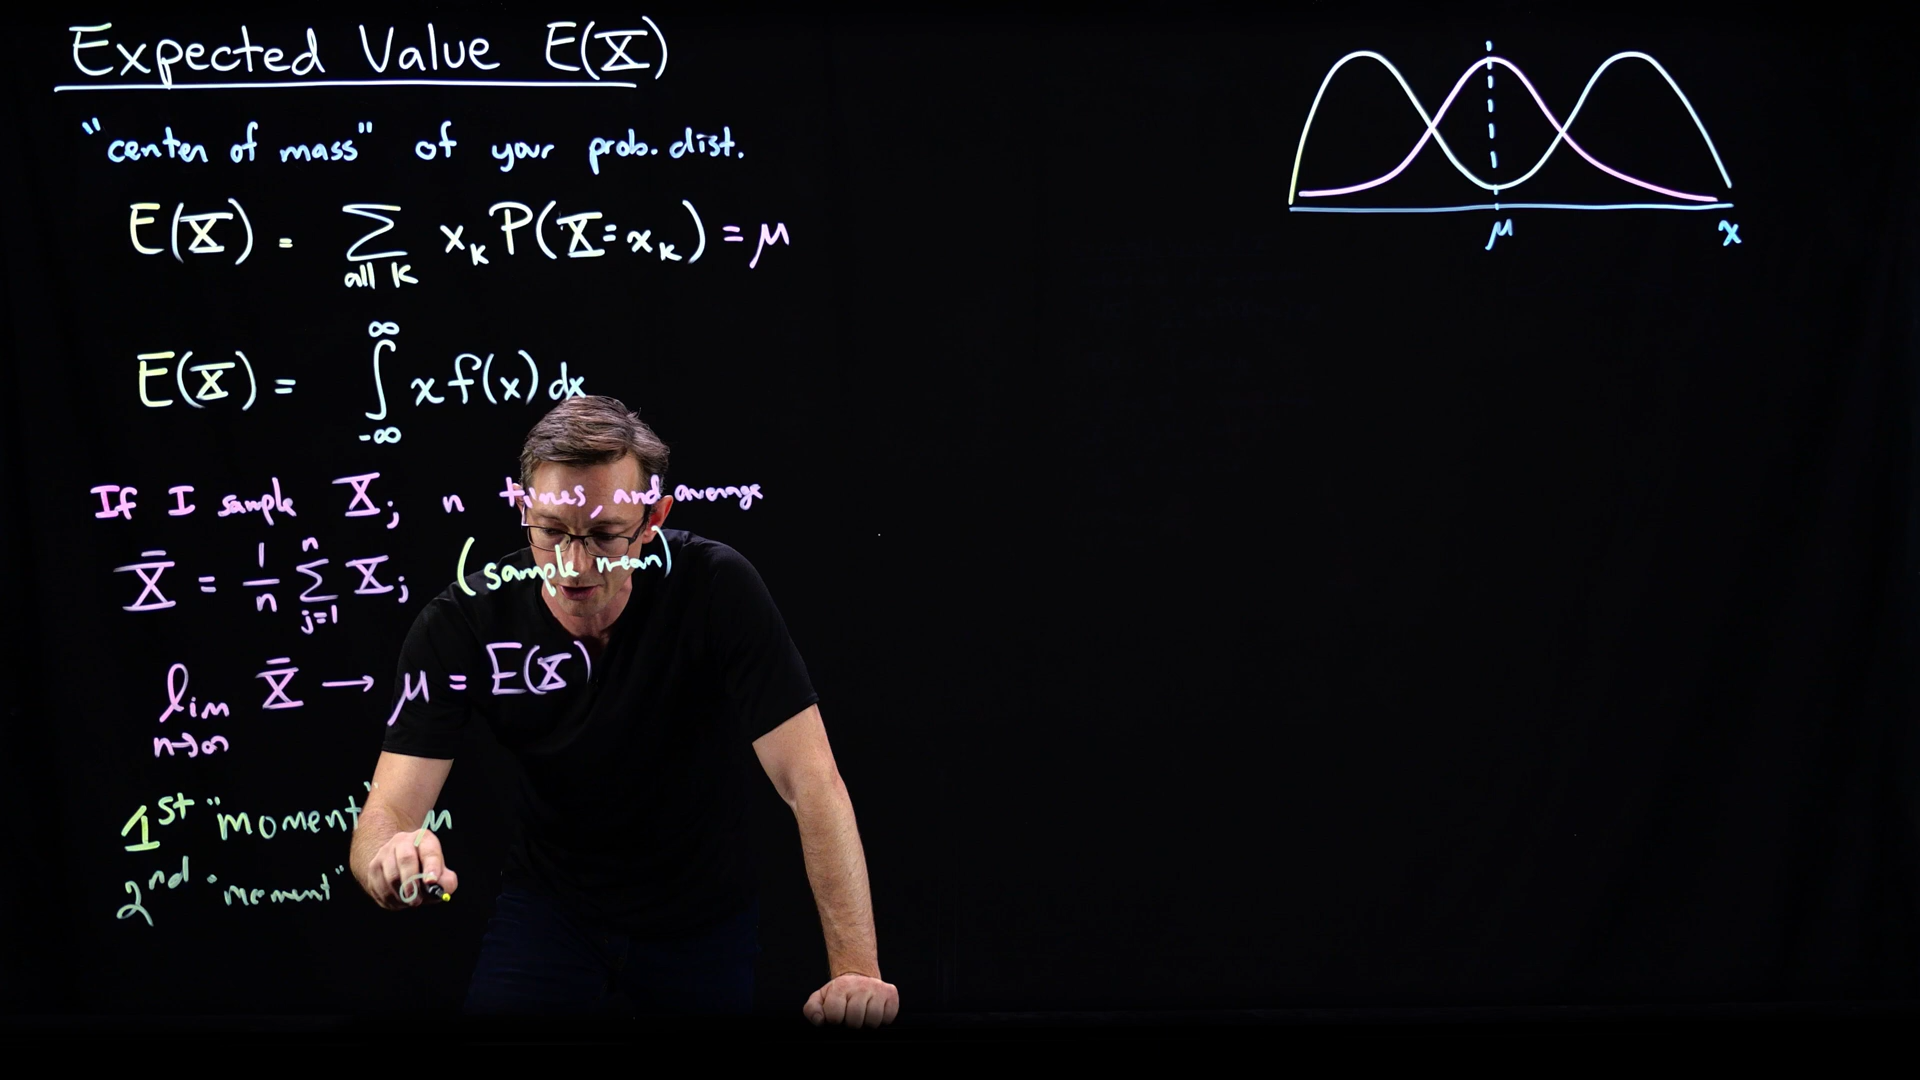 Expected Value E(X)
"center of mass" of your prob. dist.
E(X) = ∑ all k x_k P(X = x_k) = μ
E(X) = ∫_{-∞}^{∞} x f(x) dx
If I sample X_j n times, and average
X̄ = 1/n ∑_{j=1}^{n} X_j (sample mean)
lim n→∞ X̄ → μ = E(X)
1st "moment" μ
2nd "moment" σ
μ x